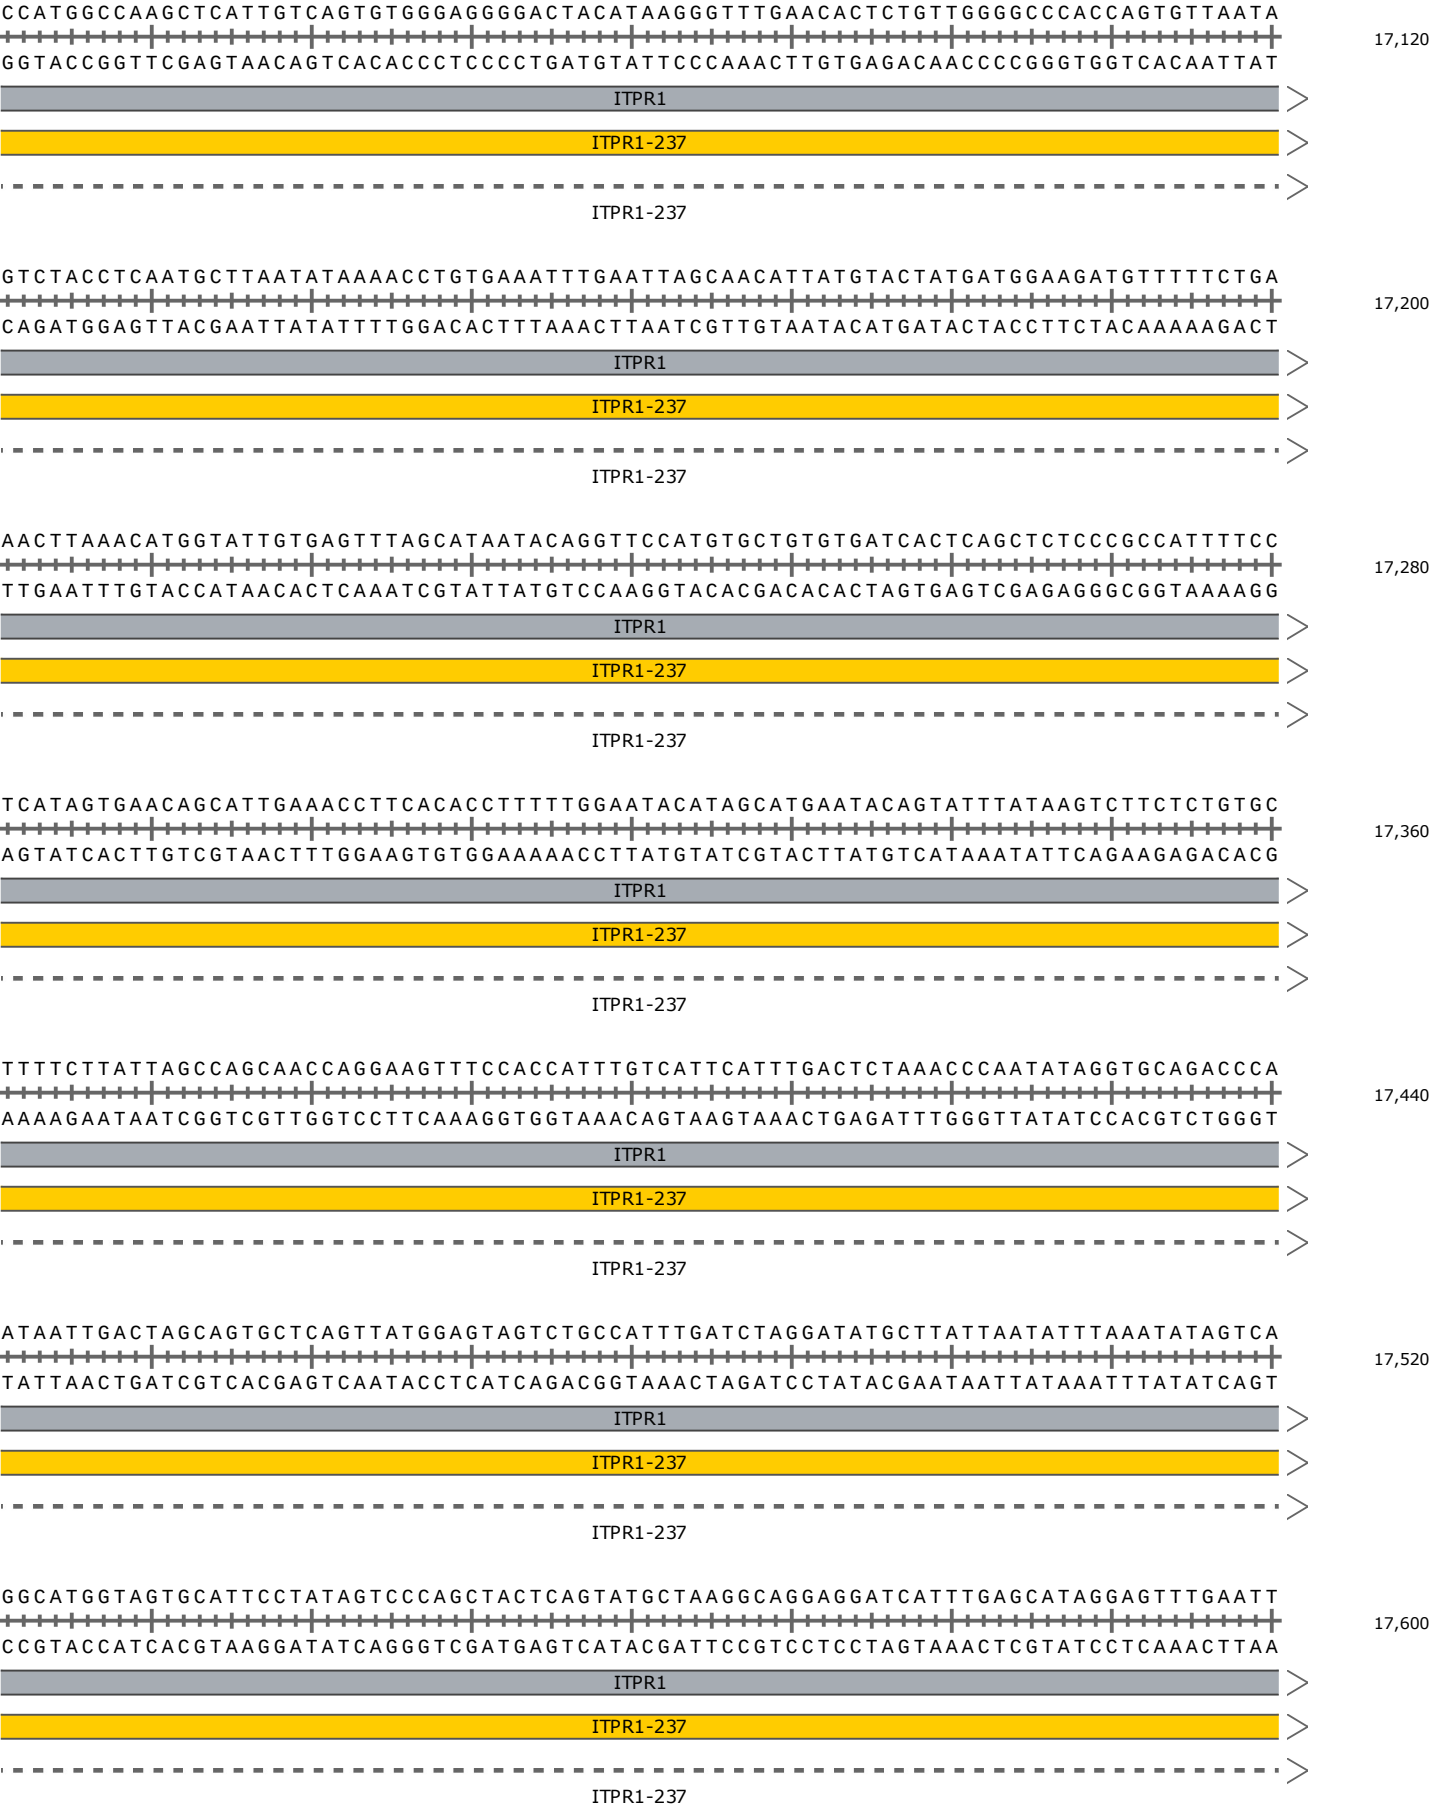 CCATGGCCAAGCTCATTGTCAGTGTGGGAGGGGACTACATAAGGGTTTGAACACTCTGTTGGGGCCCACCAGTGTTAATA
17,120
GGTACCGGTTCGAGTAACAGTCACACCCTCCCCTGATGTATTCCCAAACTTGTGAGACAACCCCGGGTGGTCACAATTAT
ITPR1
ITPR1-237
ITPR1-237
GTCTACCTCAATGCTTAATATAAAACCTGTGAAATTTGAATTAGCAACATTATGTACTATGATGGAAGATGTTTTTCTGA
17,200
CAGATGGAGTTACGAATTATATTTTGGACACTTTAAACTTAATCGTTGTAATACATGATACTACCTTCTACAAAAAGACT
ITPR1
ITPR1-237
ITPR1-237
AACTTAAACATGGTATTGTGAGTTTAGCATAATACAGGTTCCATGTGCTGTGTGATCACTCAGCTCTCCCGCCATTTTCC
17,280
TTGAATTTGTACCATAACACTCAAATCGTATTATGTCCAAGGTACACGACACACTAGTGAGTCGAGAGGGCGGTAAAAGG
ITPR1
ITPR1-237
ITPR1-237
TCATAGTGAACAGCATTGAAACCTTCACACCTTTTTGGAATACATAGCATGAATACAGTATTTATAAGTCTTCTCTGTGC
17,360
AGTATCACTTGTCGTAACTTTGGAAGTGTGGAAAAACCTTATGTATCGTACTTATGTCATAAATATTCAGAAGAGACACG
ITPR1
ITPR1-237
ITPR1-237
TTTTCTTATTAGCCAGCAACCAGGAAGTTTCCACCATTTGTCATTCATTTGACTCTAAACCCAATATAGGTGCAGACCCA
17,440
AAAAGAATAATCGGTCGTTGGTCCTTCAAAGGTGGTAAACAGTAAGTAAACTGAGATTTGGGTTATATCCACGTCTGGGT
ITPR1
ITPR1-237
ITPR1-237
ATAATTGACTAGCAGTGCTCAGTTATGGAGTAGTCTGCCATTTGATCTAGGATATGCTTATTAATATTTAAATATAGTCA
17,520
TATTAACTGATCGTCACGAGTCAATACCTCATCAGACGGTAAACTAGATCCTATACGAATAATTATAAATTTATATCAGT
ITPR1
ITPR1-237
ITPR1-237
GGCATGGTAGTGCATTCCTATAGTCCCAGCTACTCAGTATGCTAAGGCAGGAGGATCATTTGAGCATAGGAGTTTGAATT
17,600
CCGTACCATCACGTAAGGATATCAGGGTCGATGAGTCATACGATTCCGTCCTCCTAGTAAACTCGTATCCTCAAACTTAA
ITPR1
ITPR1-237
ITPR1-237